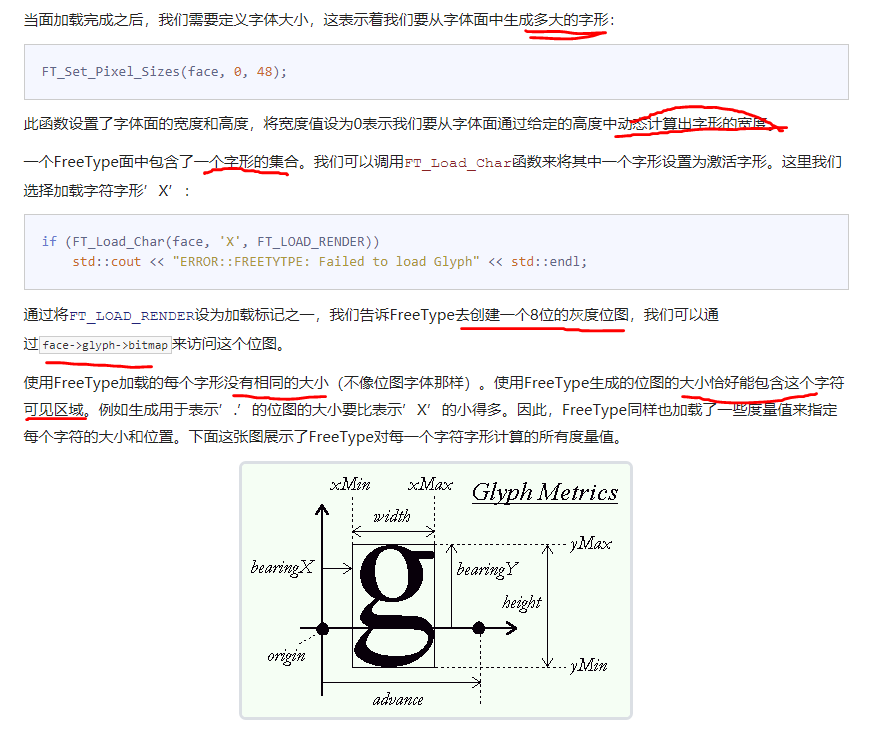 当面加载完成之后，我们需要定义字体大小，这表示着我们要从字体面中生成多大的字形：
FT_Set_Pixel_Sizes(face, 0, 48);
此函数设置了字体面的宽度和高度，将宽度值设为0表示我们要从字体面通过给定的高度中动态计算出字形的宽度。
一个FreeType面中包含了一个字形的集合。我们可以调用FT_Load_Char函数来将其中一个字形设置为激活字形。这里我们
选择加载字符字形’X’：
if (FT_Load_Char(face, 'X', FT_LOAD_RENDER))
    std::cout << "ERROR::FREETYTPE: Failed to load Glyph" << std::endl;
通过将FT_LOAD_RENDER设为加载标记之一，我们告诉FreeType去创建一个8位的灰度位图，我们可以通
过face->glyph->bitmap来访问这个位图。
使用FreeType加载的每个字形没有相同的大小（不像位图字体那样）。使用FreeType生成的位图的大小恰好能包含这个字符
可见区域。例如生成用于表示’.’的位图的大小要比表示’X’的小得多。因此，FreeType同样也加载了一些度量值来指定
每个字符的大小和位置。下面这张图展示了FreeType对每一个字符字形计算的所有度量值。
xMin xMax Glyph Metrics
width
yMax
bearingX g bearingY
height
origin
yMin
advance